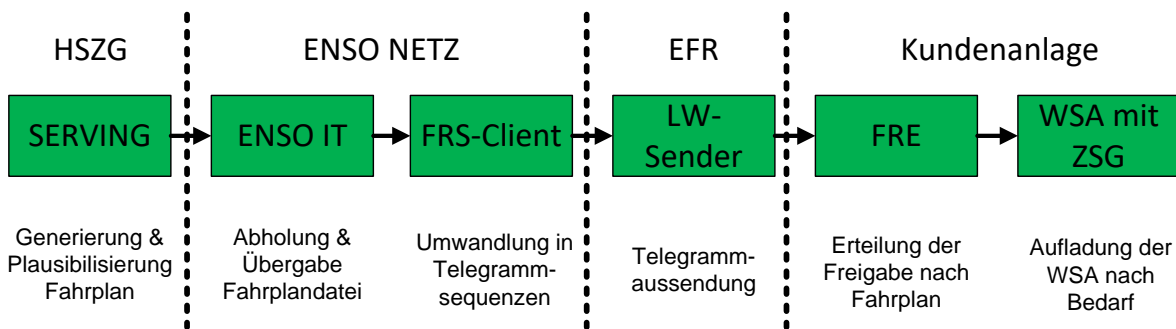 HSZG
ENSO NETZ
EFR
Kundenanlage
SERVING
ENSO IT
FRS-Client
LW-
Sender
FRE
WSA mit
ZSG
Generierung &
Plausibilisierung
Fahrplan
Abholung &
Übergabe
Fahrplandatei
Umwandlung in
Telegramm-
sequenzen
Telegramm-
aussendung
Erteilung der
Freigabe nach
Fahrplan
Aufladung der
WSA nach
Bedarf